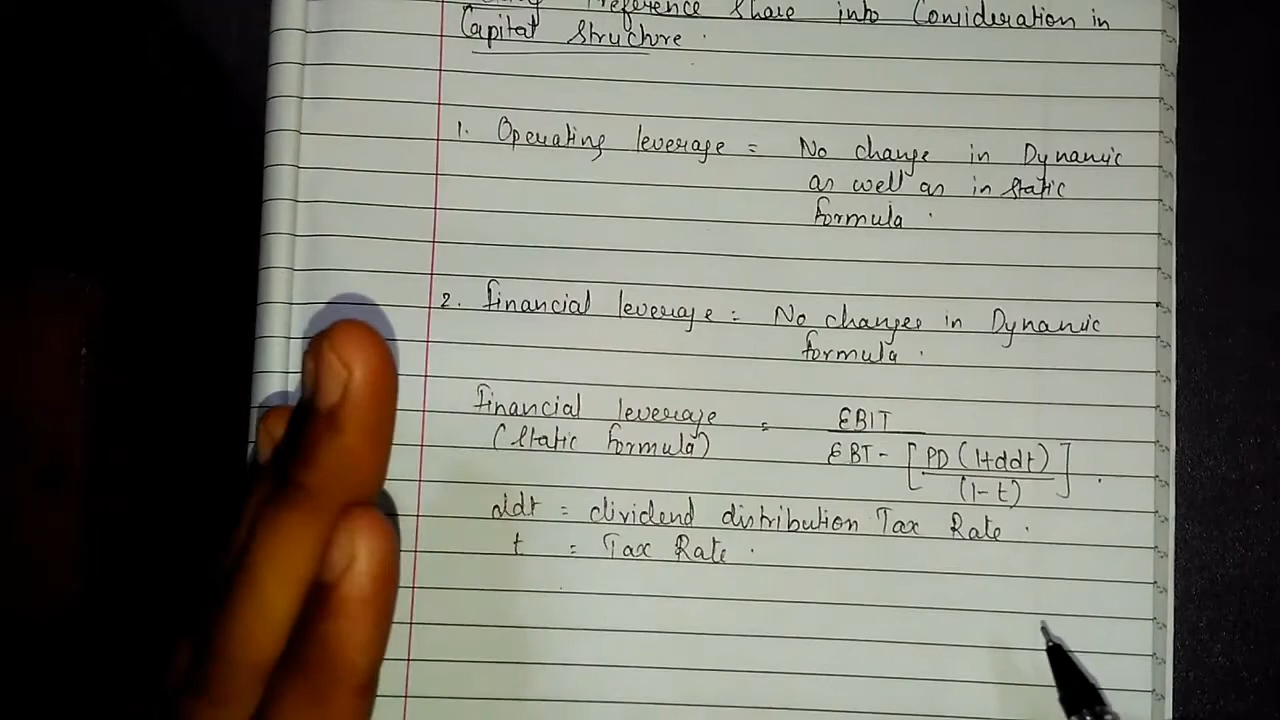 Preference Share into Consideration in
Capital Structure.
1. Operating leverage = No change in Dynamic
as well as in static
formula.
2. Financial leverage = No changes in Dynamic
formula.
Financial leverage = EBIT
(Static formula) EBT - [PD (1+ddt)]
(1-t)
ddt = dividend distribution Tax Rate.
t = Tax Rate.